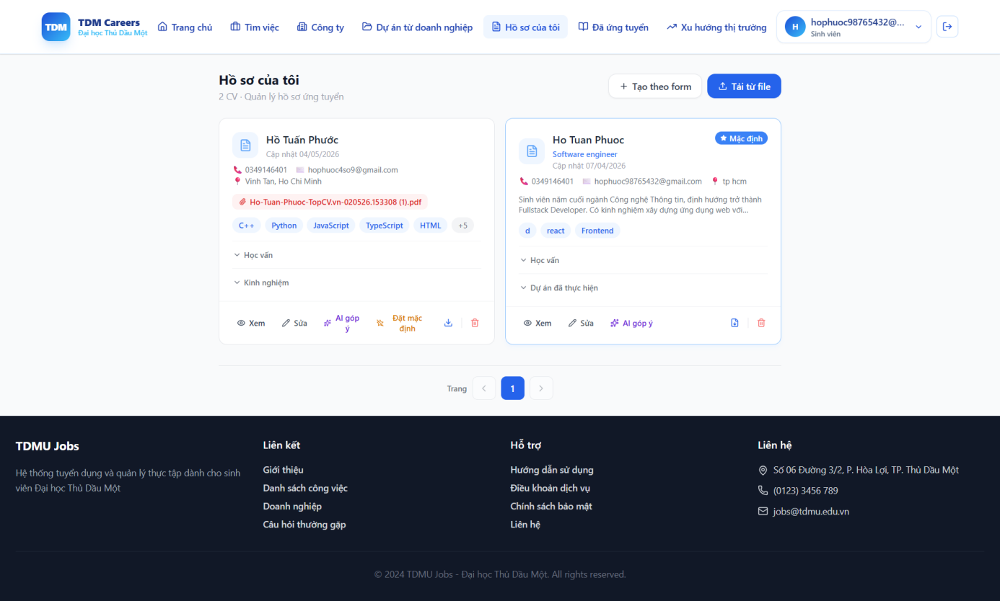 TDM
TDM Careers
Đại học Thủ Dầu Một
Trang chủ
Tìm việc
Công ty
Dự án từ doanh nghiệp
Hồ sơ của tôi
Đã ứng tuyển
Xu hướng thị trường
H
hophuoc98765432@...
Sinh viên
Hồ sơ của tôi
2 CV · Quản lý hồ sơ ứng tuyển
Tạo theo form
Tải từ file
Hồ Tuấn Phước
Cập nhật 04/05/2026
0349146401
hophuoc4so9@gmail.com
Vinh Tan, Ho Chi Minh
Ho-Tuan-Phuoc-TopCV.vn-020526.153308 (1).pdf
C++
Python
JavaScript
TypeScript
HTML
+5
Học vấn
Kinh nghiệm
Xem
Sửa
AI góp
ý
Đặt mặc
định
Ho Tuan Phuoc
Mặc định
Software engineer
Cập nhật 07/04/2026
0349146401
hophuoc98765432@gmail.com
tp hcm
Sinh viên năm cuối ngành Công nghệ Thông tin, định hướng trở thành
Fullstack Developer. Có kinh nghiệm xây dựng ứng dụng web với...
d
react
Frontend
Học vấn
Dự án đã thực hiện
Xem
Sửa
AI góp ý
Trang
1
TDMU Jobs
Hệ thống tuyển dụng và quản lý thực tập dành cho sinh
viên Đại học Thủ Dầu Một
Liên kết
Giới thiệu
Danh sách công việc
Doanh nghiệp
Câu hỏi thường gặp
Hỗ trợ
Hướng dẫn sử dụng
Điều khoản dịch vụ
Chính sách bảo mật
Liên hệ
Liên hệ
Số 06 Đường 3/2, P. Hòa Lợi, TP. Thủ Dầu Một
(0123) 3456 789
jobs@tdmu.edu.vn
© 2024 TDMU Jobs - Đại học Thủ Dầu Một. All rights reserved.